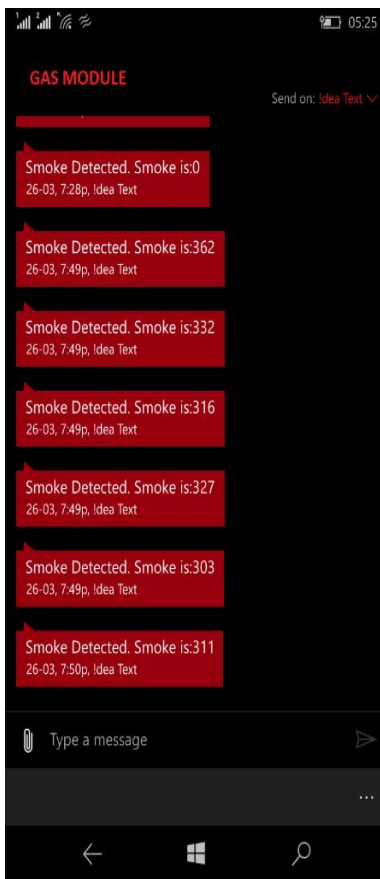 1 2 05:25
GAS MODULE
Send on: !dea Text
Smoke Detected. Smoke is:0
26-03, 7:28p, !dea Text
Smoke Detected. Smoke is:362
26-03, 7:49p, !dea Text
Smoke Detected. Smoke is:332
26-03, 7:49p, !dea Text
Smoke Detected. Smoke is:316
26-03, 7:49p, !dea Text
Smoke Detected. Smoke is:327
26-03, 7:49p, !dea Text
Smoke Detected. Smoke is:303
26-03, 7:49p, !dea Text
Smoke Detected. Smoke is:311
26-03, 7:50p, !dea Text
Type a message
...